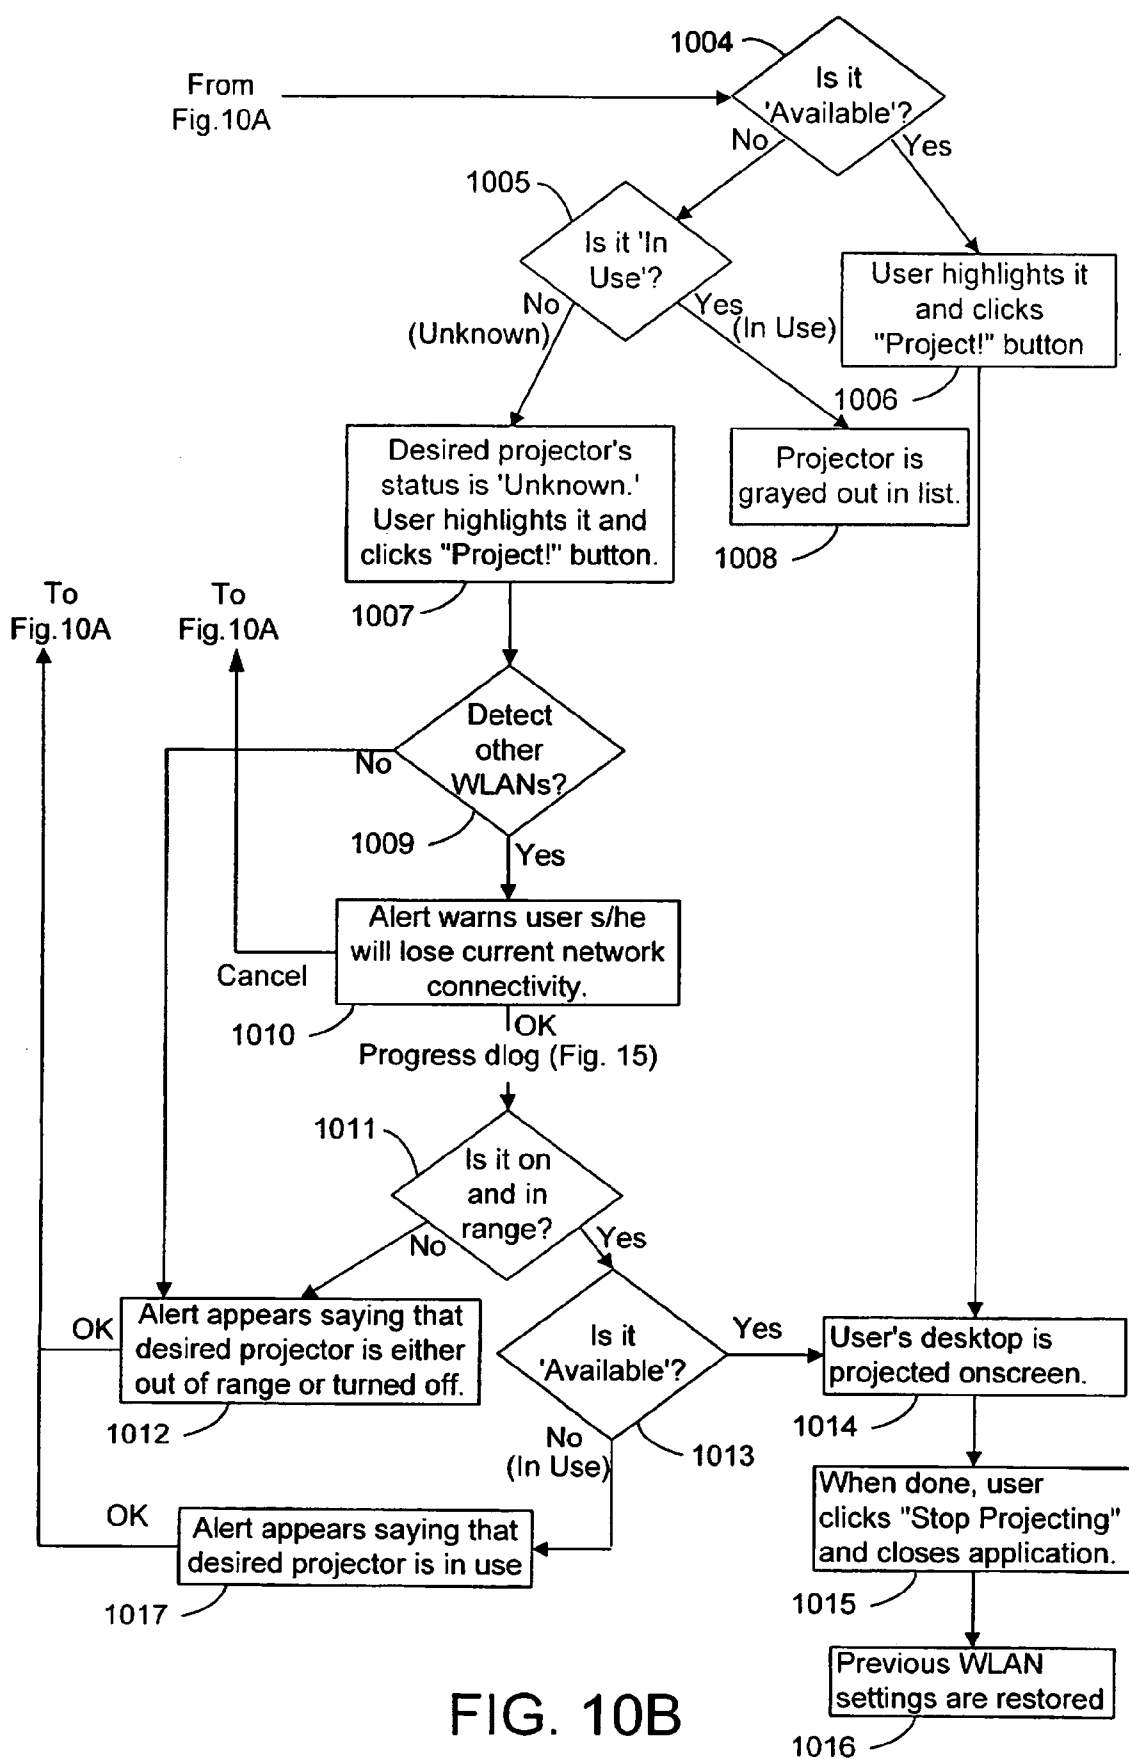 1004
From
Fig.10A
Is it
'Available'?
No
Yes
1005
Is it 'In
Use'?
No
(Unknown)
Yes
(In Use)
User highlights it
and clicks
"Project!" button
1006
Desired projector's
status is 'Unknown.'
User highlights it and
clicks "Project!" button.
1007
Projector is
grayed out in list.
1008
To
Fig.10A
To
Fig.10A
Detect
other
WLANs?
No
1009
Yes
Alert warns user s/he
will lose current network
connectivity.
Cancel
1010
OK
Progress dlog (Fig. 15)
1011
Is it on
and in
range?
No
Yes
Alert appears saying that
desired projector is either
out of range or turned off.
OK
1012
Is it
'Available'?
Yes
No
(In Use)
1013
User's desktop is
projected onscreen.
1014
When done, user
clicks "Stop Projecting"
and closes application.
1015
OK
Alert appears saying that
desired projector is in use
1017
Previous WLAN
settings are restored
1016
FIG. 10B